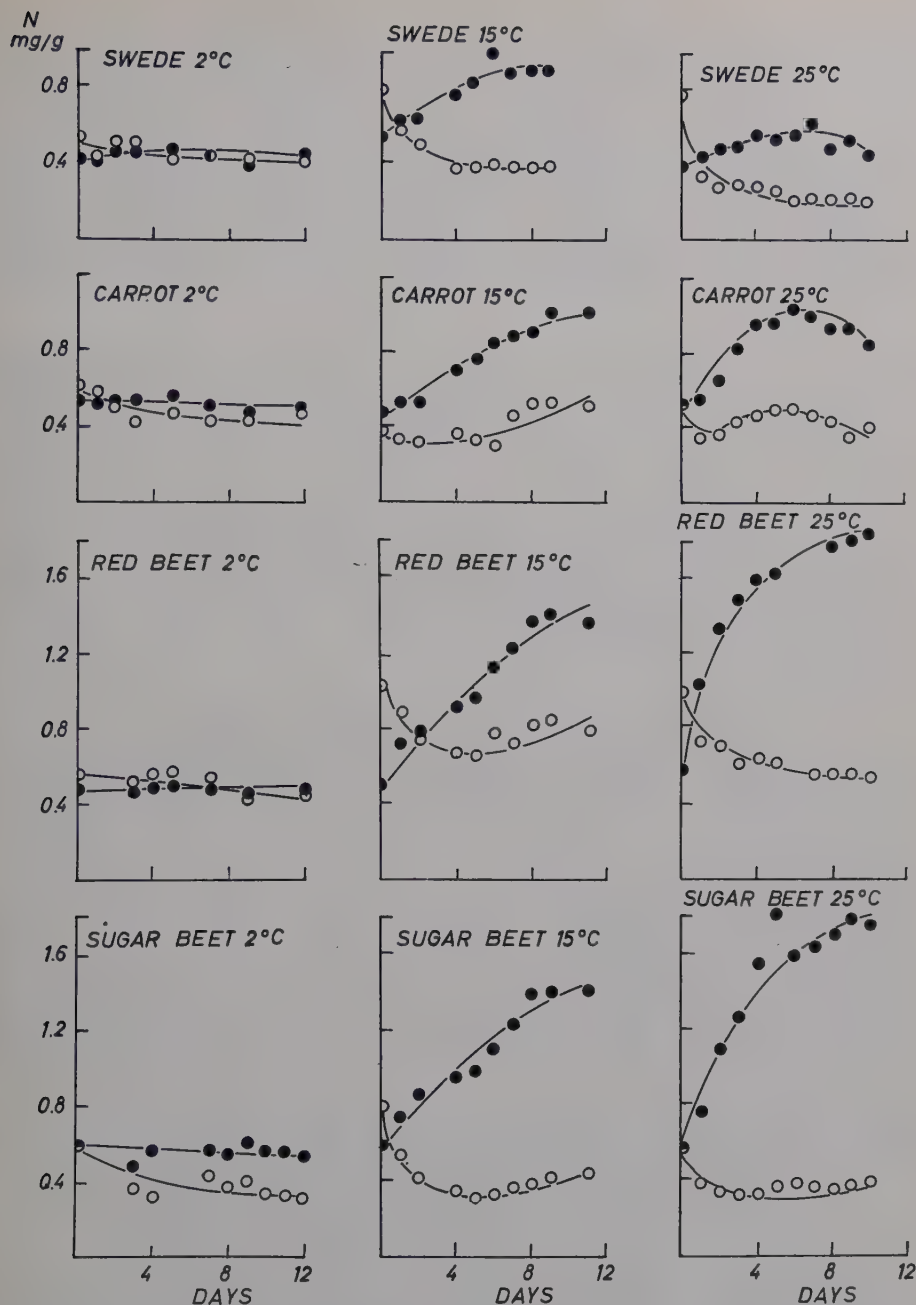 N
mg/g
SWEDE 2°C
SWEDE 15°C
SWEDE 25°C
0.8
0.4
CARROT 2°C
CARROT 15°C
CARROT 25°C
0.8
0.4
RED BEET 2°C
RED BEET 15°C
RED BEET 25°C
1.6
1.2
0.8
0.4
SUGAR BEET 2°C
SUGAR BEET 15°C
SUGAR BEET 25°C
1.6
1.2
0.8
0.4
4 8 12 4 8 12 4 8 12
DAYS DAYS DAYS